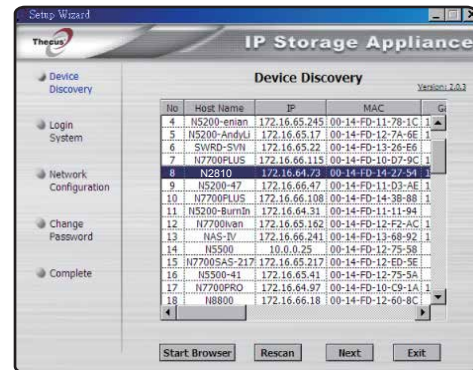 Setup Wizard
Thecus
IP Storage Appliance
Device Discovery
Login System
Network Configuration
Change Password
Complete
Device Discovery
Version: 2.0.3
No Host Name IP MAC
4 N5200-enian 172.16.65.245 00-14-FD-11-78-1C 1
5 N5200-AndyLi 172.16.65.17 00-14-FD-12-7A-6E 1
6 SWRD-SVN 172.16.65.22 00-14-FD-13-26-E6
7 N7700PLUS 172.16.66.115 00-14-FD-10-D7-9C 1
8 N2810 172.16.64.73 00-14-FD-14-27-54 1
9 N5200-47 172.16.66.47 00-14-FD-11-D3-AE 1
10 N7700PLUS 172.16.66.108 00-14-FD-14-3B-88 1
11 N5200-BurnIn 172.16.64.31 00-14-FD-11-11-94
12 N7700Ivan 172.16.65.162 00-14-FD-12-F2-AC 1
13 NAS-IV 172.16.66.241 00-14-FD-13-68-92 1
14 N5500 10.0.0.25 00-14-FD-12-75-58
15 N7700SAS-217 172.16.65.217 00-14-FD-12-ED-5E
16 N5500-41 172.16.65.41 00-14-FD-12-75-5A
17 N7700PRO 172.16.64.97 00-14-FD-10-C9-1A 1
18 N8800 172.16.66.18 00-14-FD-12-60-8C
Start Browser Rescan Next Exit